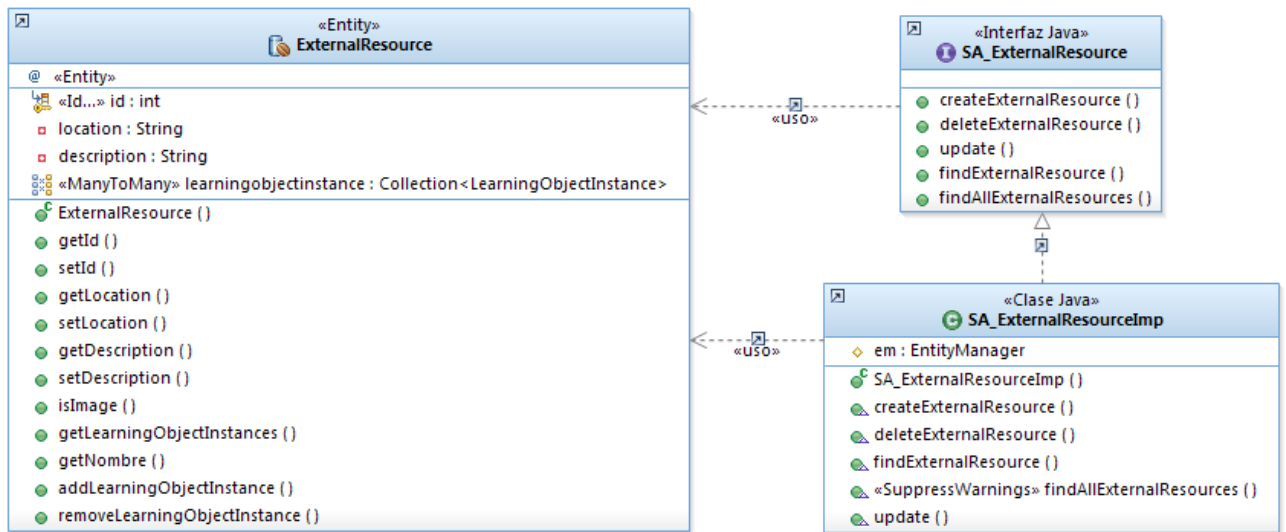 «Entity»
ExternalResource
@ «Entity»
«Id...» id : int
location : String
description : String
«ManyToMany» learningobjectinstance : Collection<LearningObjectInstance>
ExternalResource ( )
getId ( )
setId ( )
getLocation ( )
setLocation ( )
getDescription ( )
setDescription ( )
isImage ( )
getLearningObjectInstances ( )
getNombre ( )
addLearningObjectInstance ( )
removeLearningObjectInstance ( )
«uso»
«uso»
«Interfaz Java»
I SA_ExternalResource
createExternalResource ( )
deleteExternalResource ( )
update ( )
findExternalResource ( )
findAllExternalResources ( )
«Clase Java»
C SA_ExternalResourceImp
em : EntityManager
C SA_ExternalResourceImp ( )
createExternalResource ( )
deleteExternalResource ( )
findExternalResource ( )
«SuppressWarnings» findAllExternalResources ( )
update ( )